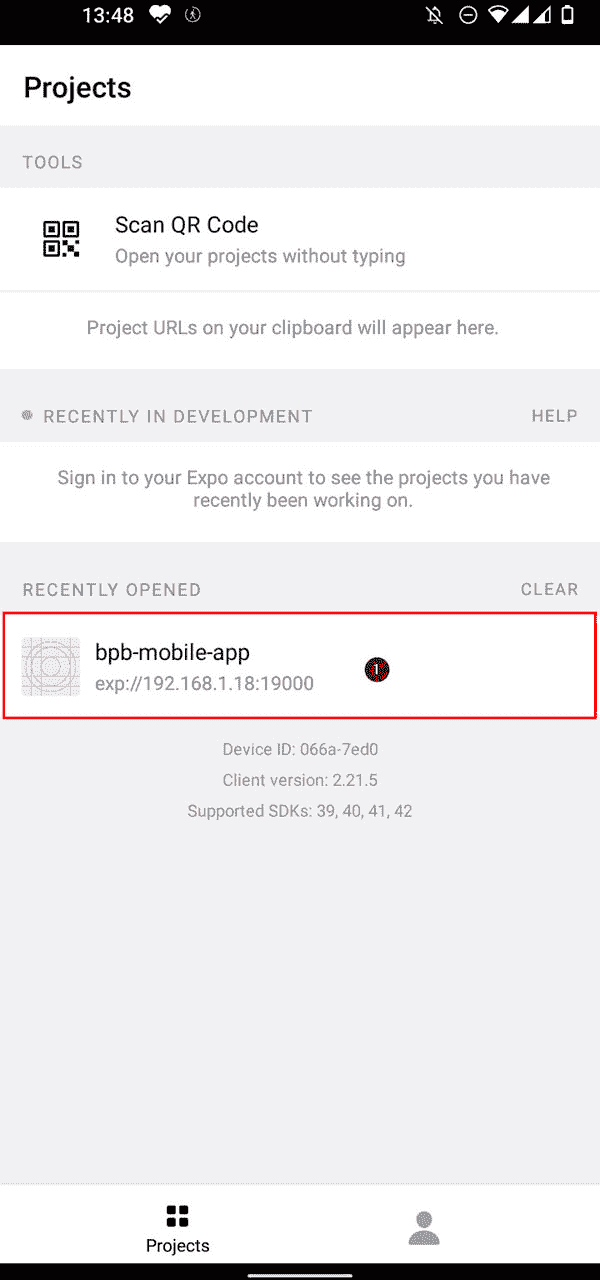 13:48
Projects
TOOLS
Scan QR Code
Open your projects without typing
Project URLs on your clipboard will appear here.
RECENTLY IN DEVELOPMENT HELP
Sign in to your Expo account to see the projects you have
recently been working on.
RECENTLY OPENED CLEAR
bpb-mobile-app
exp://192.168.1.18:19000
1
Device ID: 066a-7ed0
Client version: 2.21.5
Supported SDKs: 39, 40, 41, 42
Projects